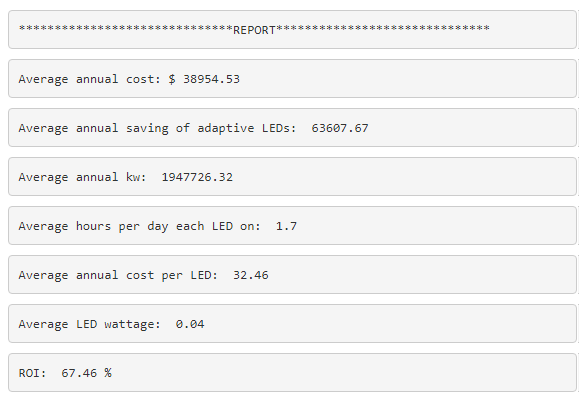 ******************************REPORT******************************
Average annual cost: $ 38954.53
Average annual saving of adaptive LEDs:  63607.67
Average annual kw:  1947726.32
Average hours per day each LED on:  1.7
Average annual cost per LED:  32.46
Average LED wattage:  0.04
ROI:  67.46 %